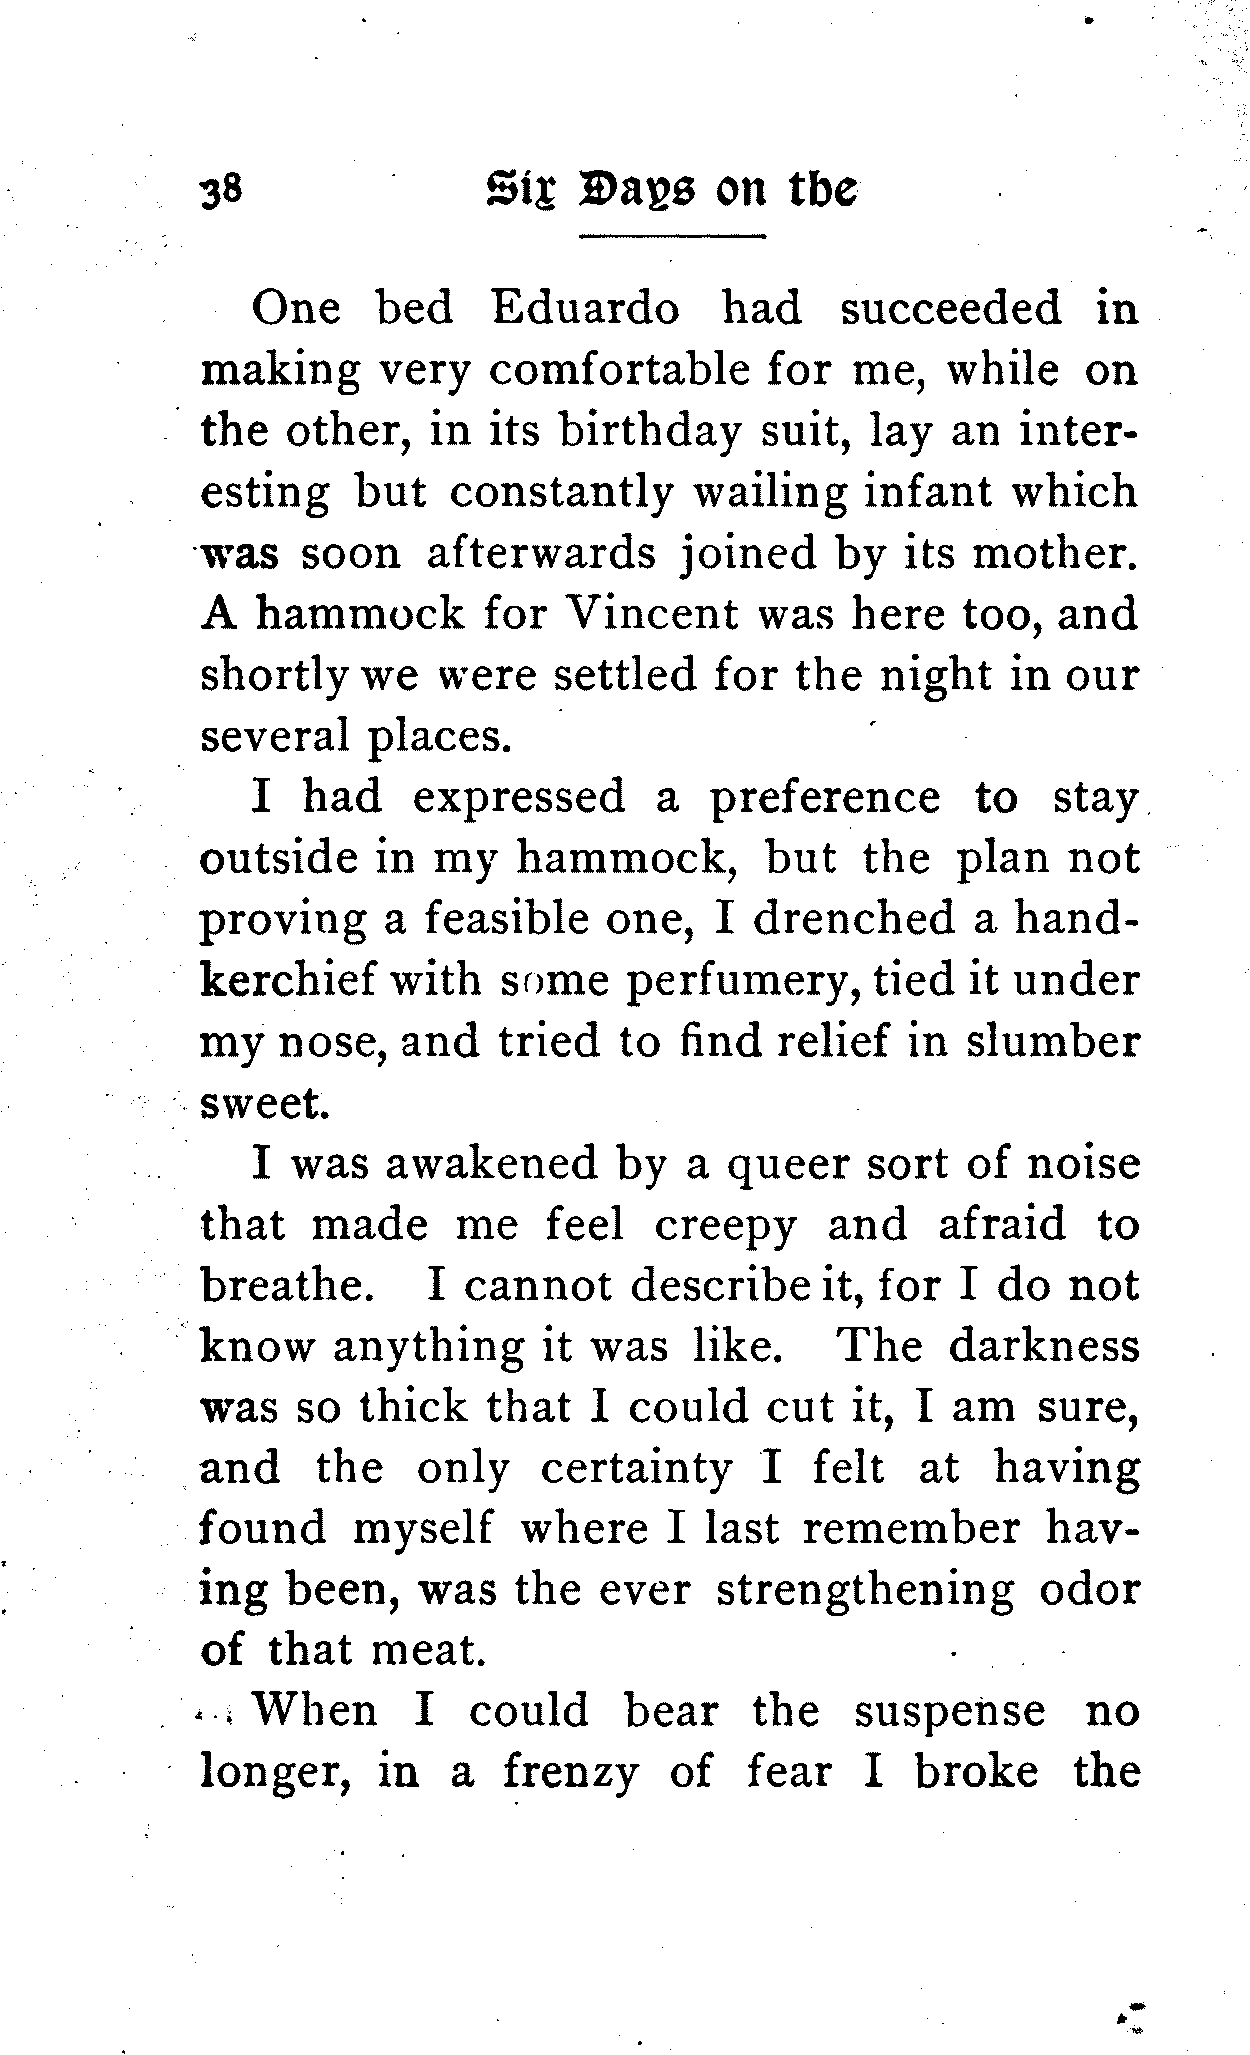 38 Six Days on the
One bed Eduardo had succeeded in
making very comfortable for me, while on
the other, in its birthday suit, lay an inter-
esting but constantly wailing infant which
was soon afterwards joined by its mother.
A hammock for Vincent was here too, and
shortly we were settled for the night in our
several places.
I had expressed a preference to stay
outside in my hammock, but the plan not
proving a feasible one, I drenched a hand-
kerchief with some perfumery, tied it under
my nose, and tried to find relief in slumber
sweet.
I was awakened by a queer sort of noise
that made me feel creepy and afraid to
breathe. I cannot describe it, for I do not
know anything it was like. The darkness
was so thick that I could cut it, I am sure,
and the only certainty I felt at having
found myself where I last remember hav-
ing been, was the ever strengthening odor
of that meat.
When I could bear the suspense no
longer, in a frenzy of fear I broke the